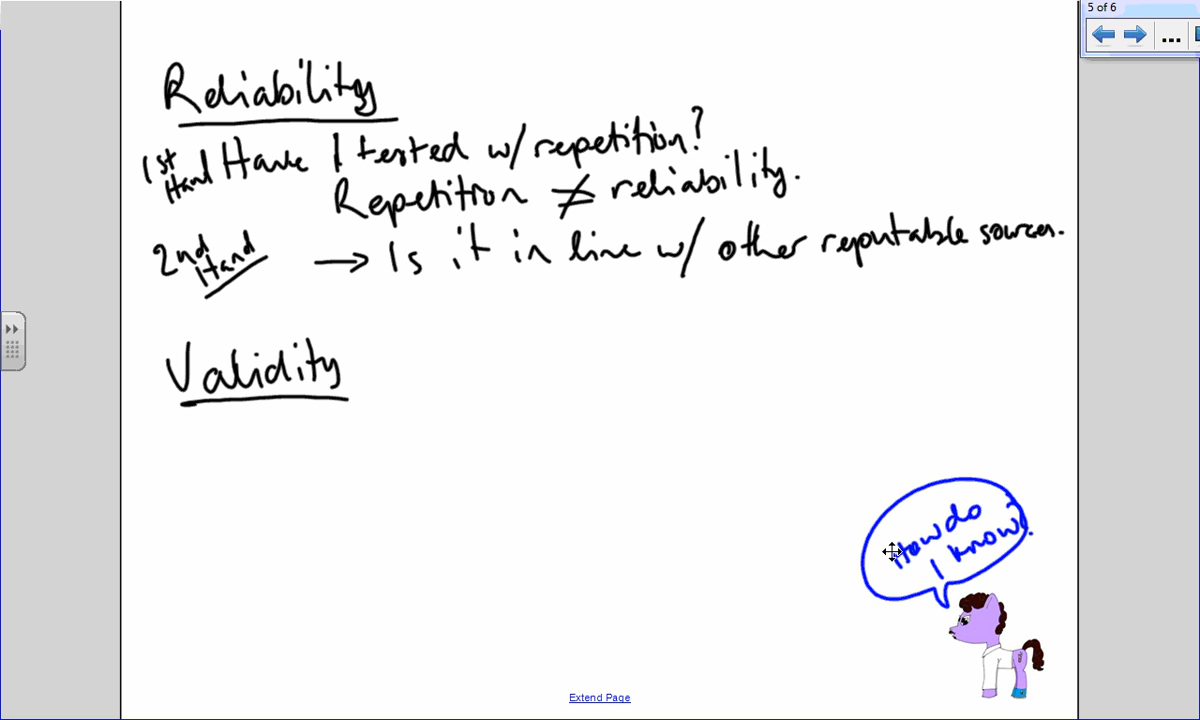 5 of 6
Reliability
1st Hand Have I tested w/ repetition?
Repetition ≠ reliability.
2nd Hand → Is it in line w/ other reputable sources.
Validity
How do
I know?
Extend Page